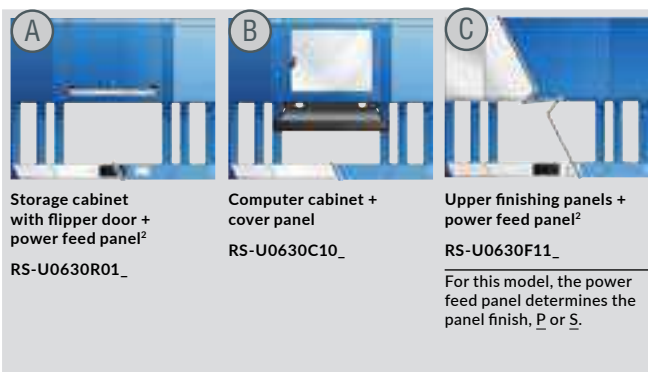 A
Storage cabinet
with flipper door +
power feed panel²
RS-U0630R01_
B
Computer cabinet +
cover panel
RS-U0630C10_
C
Upper finishing panels +
power feed panel²
RS-U0630F11_
For this model, the power
feed panel determines the
panel finish, P or S.